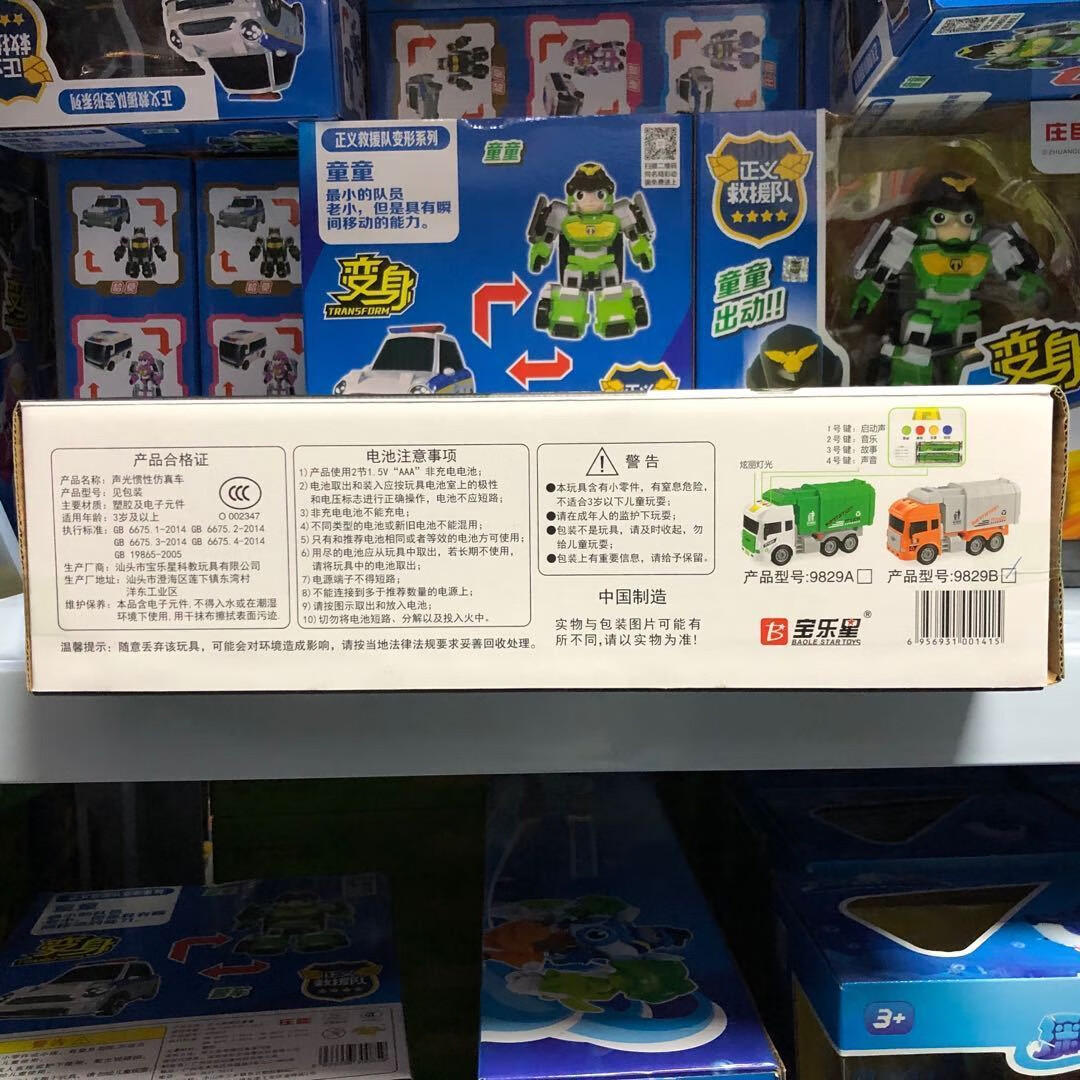 正义救援队变形系列
正义救援队变形系列
童童
最小的队员
老小，但是具有瞬
间移动的能力。
童童
变身
TRANSFORM
正义
救援队
童童
出动!!
变身
产品合格证
产品名称：声光惯性仿真车
产品型号：见包装
主要材质：塑胶及电子元件
适用年龄：3岁及以上
O 002347
执行标准：GB 6675.1-2014 GB 6675.2-2014
GB 6675.3-2014 GB 6675.4-2014
GB 19865-2005
生产厂商：汕头市宝乐星科教玩具有限公司
生产厂址：汕头市澄海区莲下镇东湾村
洋东工业区
维护保养：本品含电子元件,不得入水或在潮湿
环境下使用,用干抹布擦拭表面污迹.
电池注意事项
1)产品使用2节1.5V“AAA”非充电电池；
2)电池取出和装入应按玩具电池室上的极性
和电压标志进行正确操作，电池不应短路；
3)非充电电池不能充电；
4)不同类型的电池或新旧电池不能混用；
5)只有和推荐电池相同或者等效的电池方可使用；
6)用尽的电池应从玩具中取出，若长期不使用，
请将玩具中的电池取出；
7)电源端子不得短路；
8)不能连接到多于推荐数量的电源上；
9)请按图示取出和放入电池；
10)切勿将电池短路、分解以及投入火中。
温馨提示：随意丢弃该玩具，可能会对环境造成影响，请按当地法律法规要求妥善回收处理。
警告
●本玩具含有小零件，有窒息危险，
不适合3岁以下儿童玩耍；
●请在成年人的监护下玩耍；
●包装不是玩具，请及时收起，勿
给儿童玩耍；
●包装上有重要信息，请给予保留。
中国制造
实物与包装图片可能有
所不同,请以实物为准!
1号键：启动声
2号键：音乐
3号键：故事
4号键：声音
炫丽灯光
产品型号:9829A
产品型号:9829B
宝乐星®
BAOLE STAR TOYS
6 956931 001415
童童
最小的队员
变身
警车
正义
救援队
3+